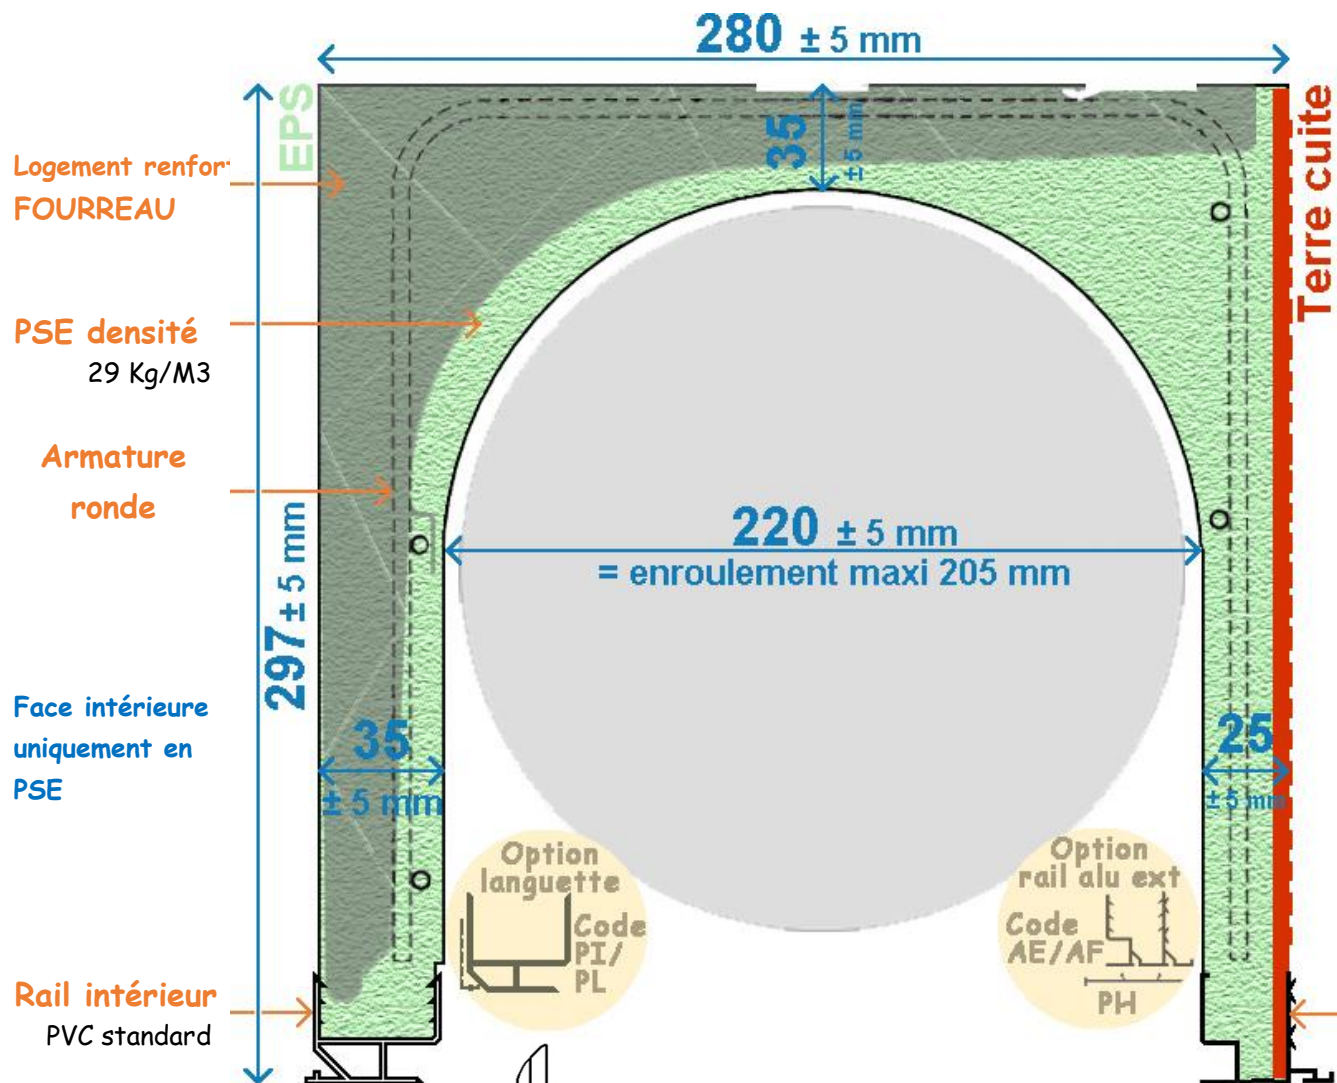 280 ± 5 mm
EPS
Terre cuite
35
± 5 mm
Logement renfor
FOURREAU
PSE densité
29 Kg/M3
Armature
ronde
220 ± 5 mm
= enroulement maxi 205 mm
297 ± 5 mm
Face intérieure
uniquement en
PSE
35
± 5 mm
25
± 5 mm
Option
languette
Code
PI/
PL
Option
rail alu ext
Code
AE/AF
PH
Rail intérieur
PVC standard